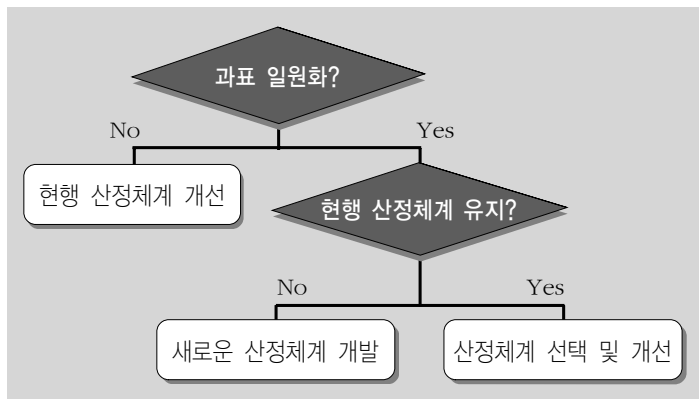 과표 일원화?
No
Yes
현행 산정체계 개선
현행 산정체계 유지?
No
Yes
새로운 산정체계 개발
산정체계 선택 및 개선